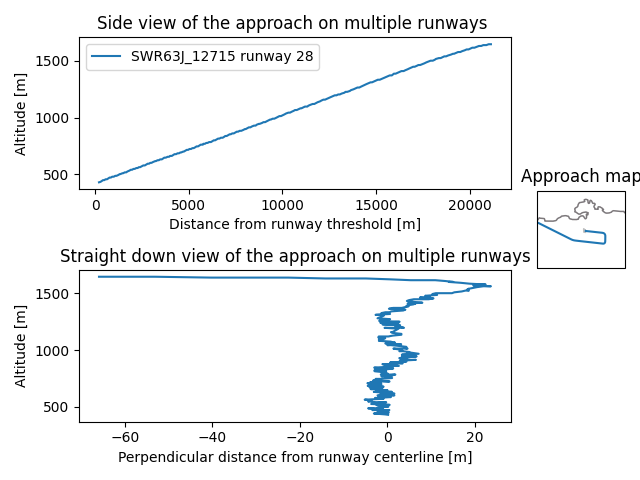 Side view of the approach on multiple runways
Altitude [m]
1500
1000
500
SWR63J_12715 runway 28
0
5000
10000
15000
20000
Distance from runway threshold [m]
Approach map
Straight down view of the approach on multiple runways
Altitude [m]
1500
1000
500
−60
−40
−20
0
20
Perpendicular distance from runway centerline [m]